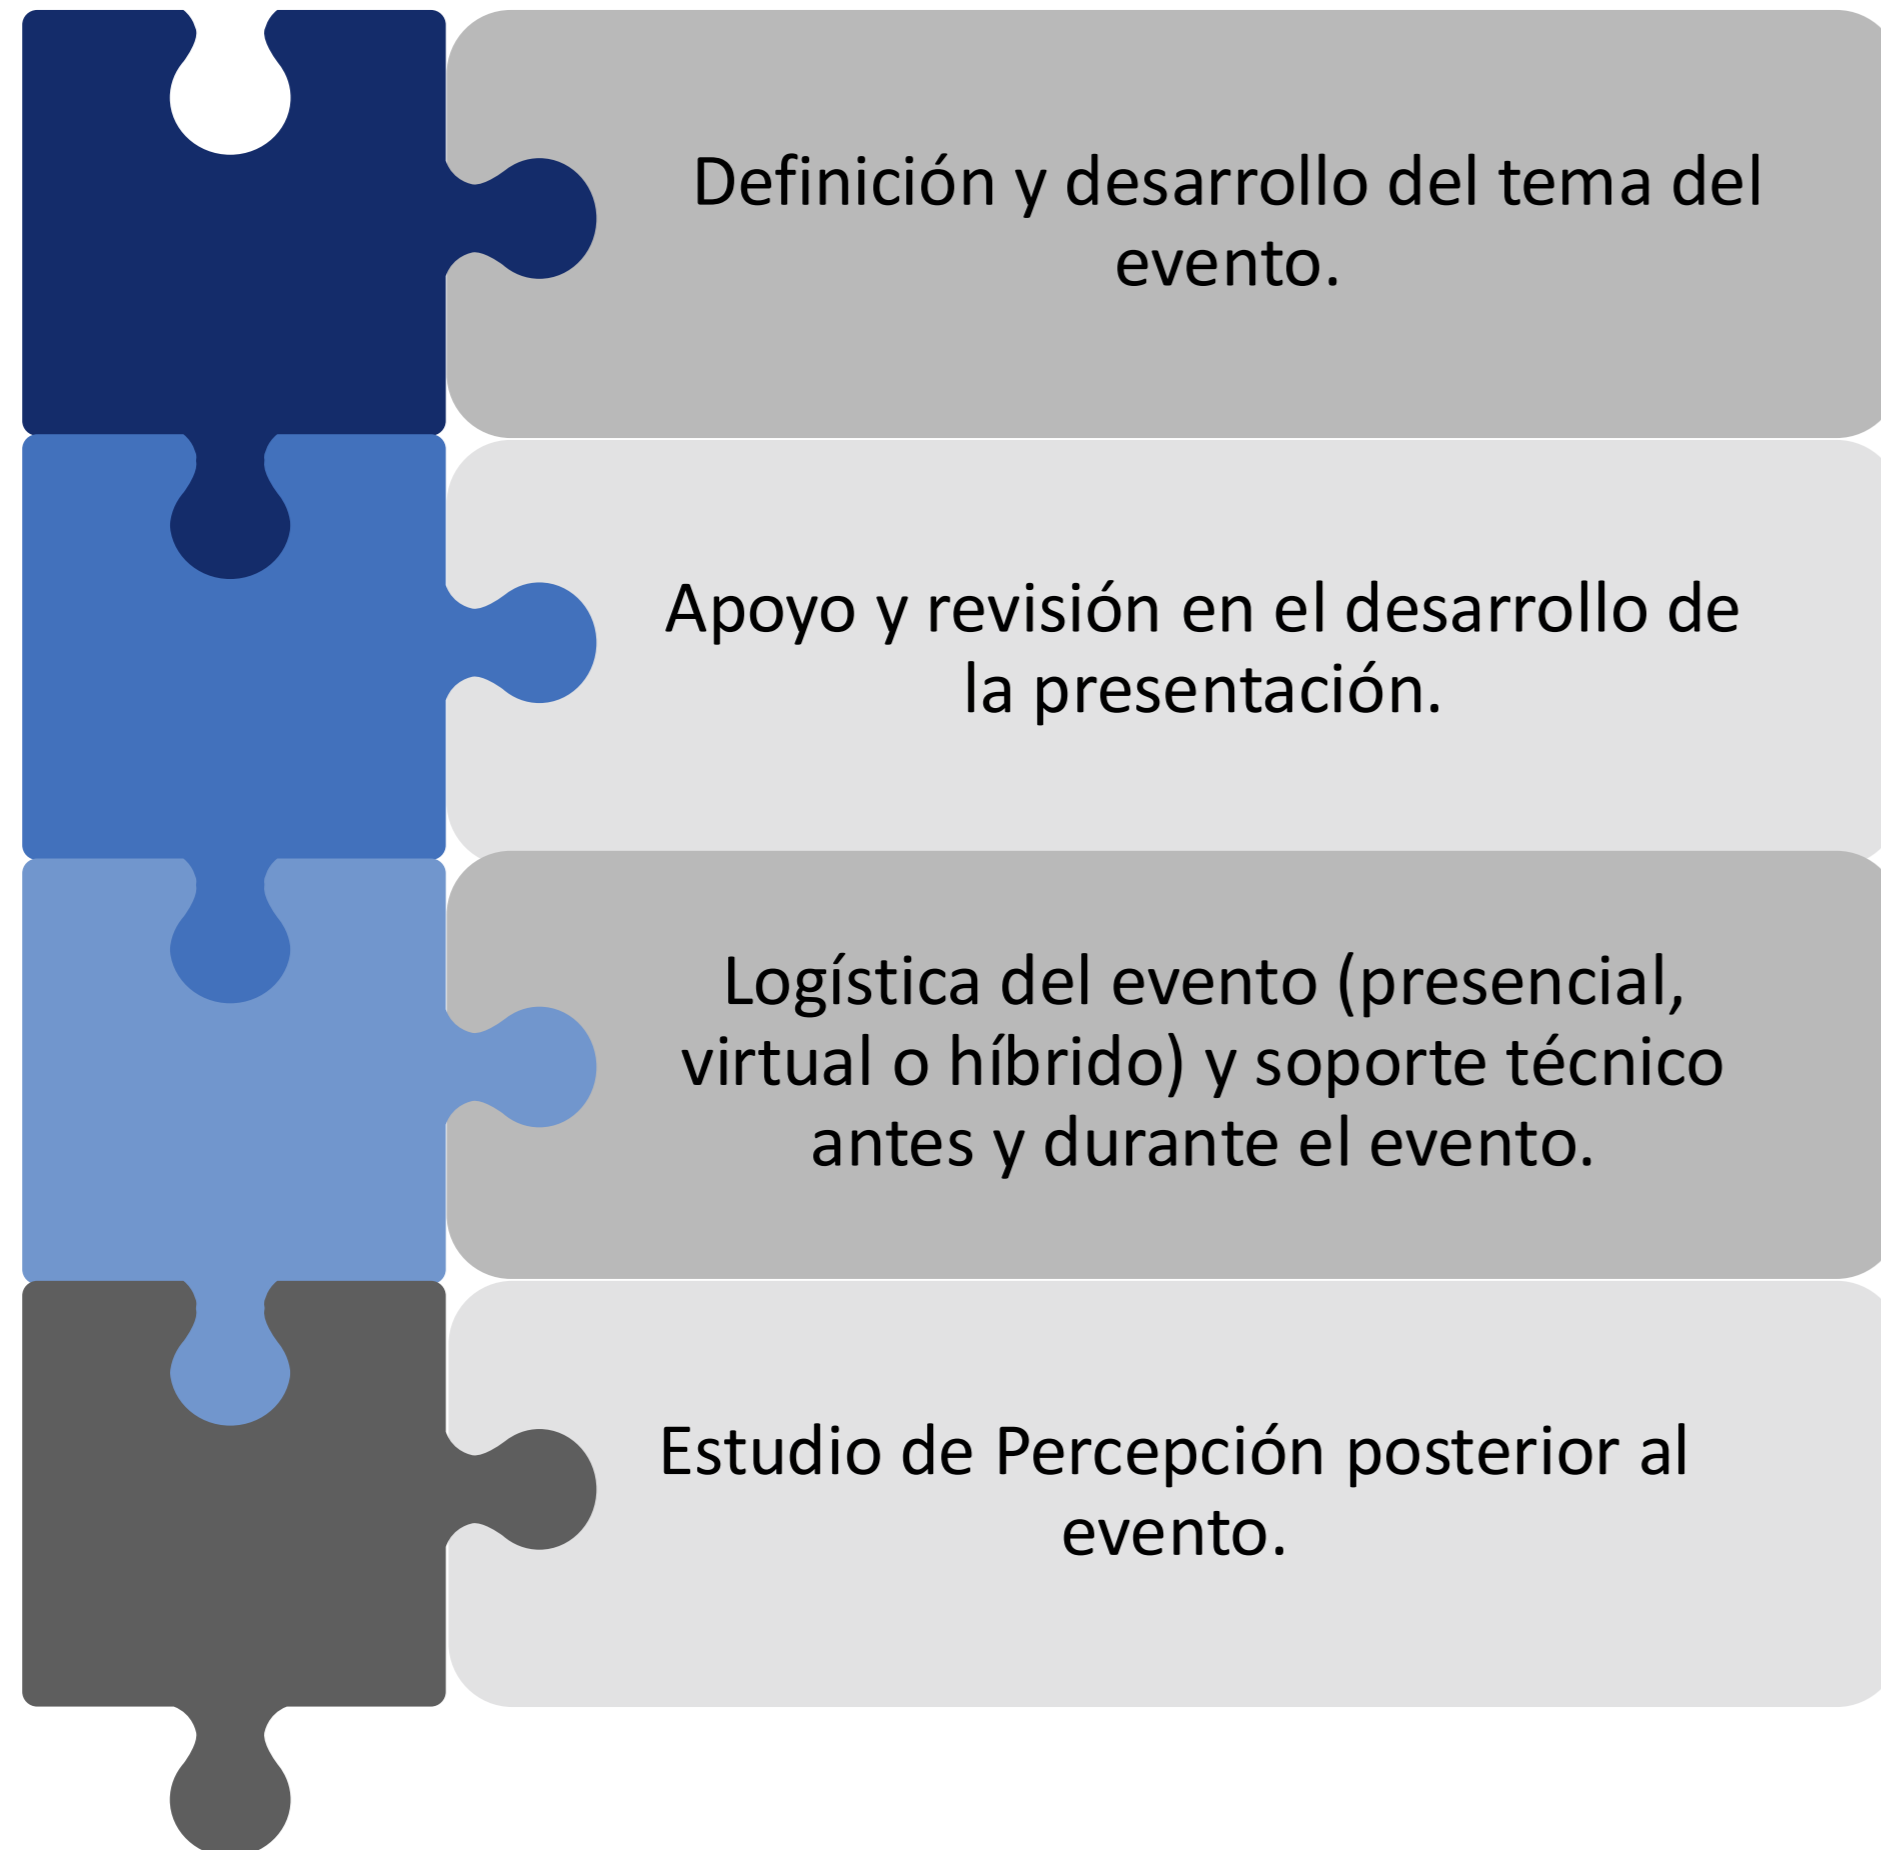 Definición y desarrollo del tema del
evento.
Apoyo y revisión en el desarrollo de
la presentación.
Logística del evento (presencial,
virtual o híbrido) y soporte técnico
antes y durante el evento.
Estudio de Percepción posterior al
evento.